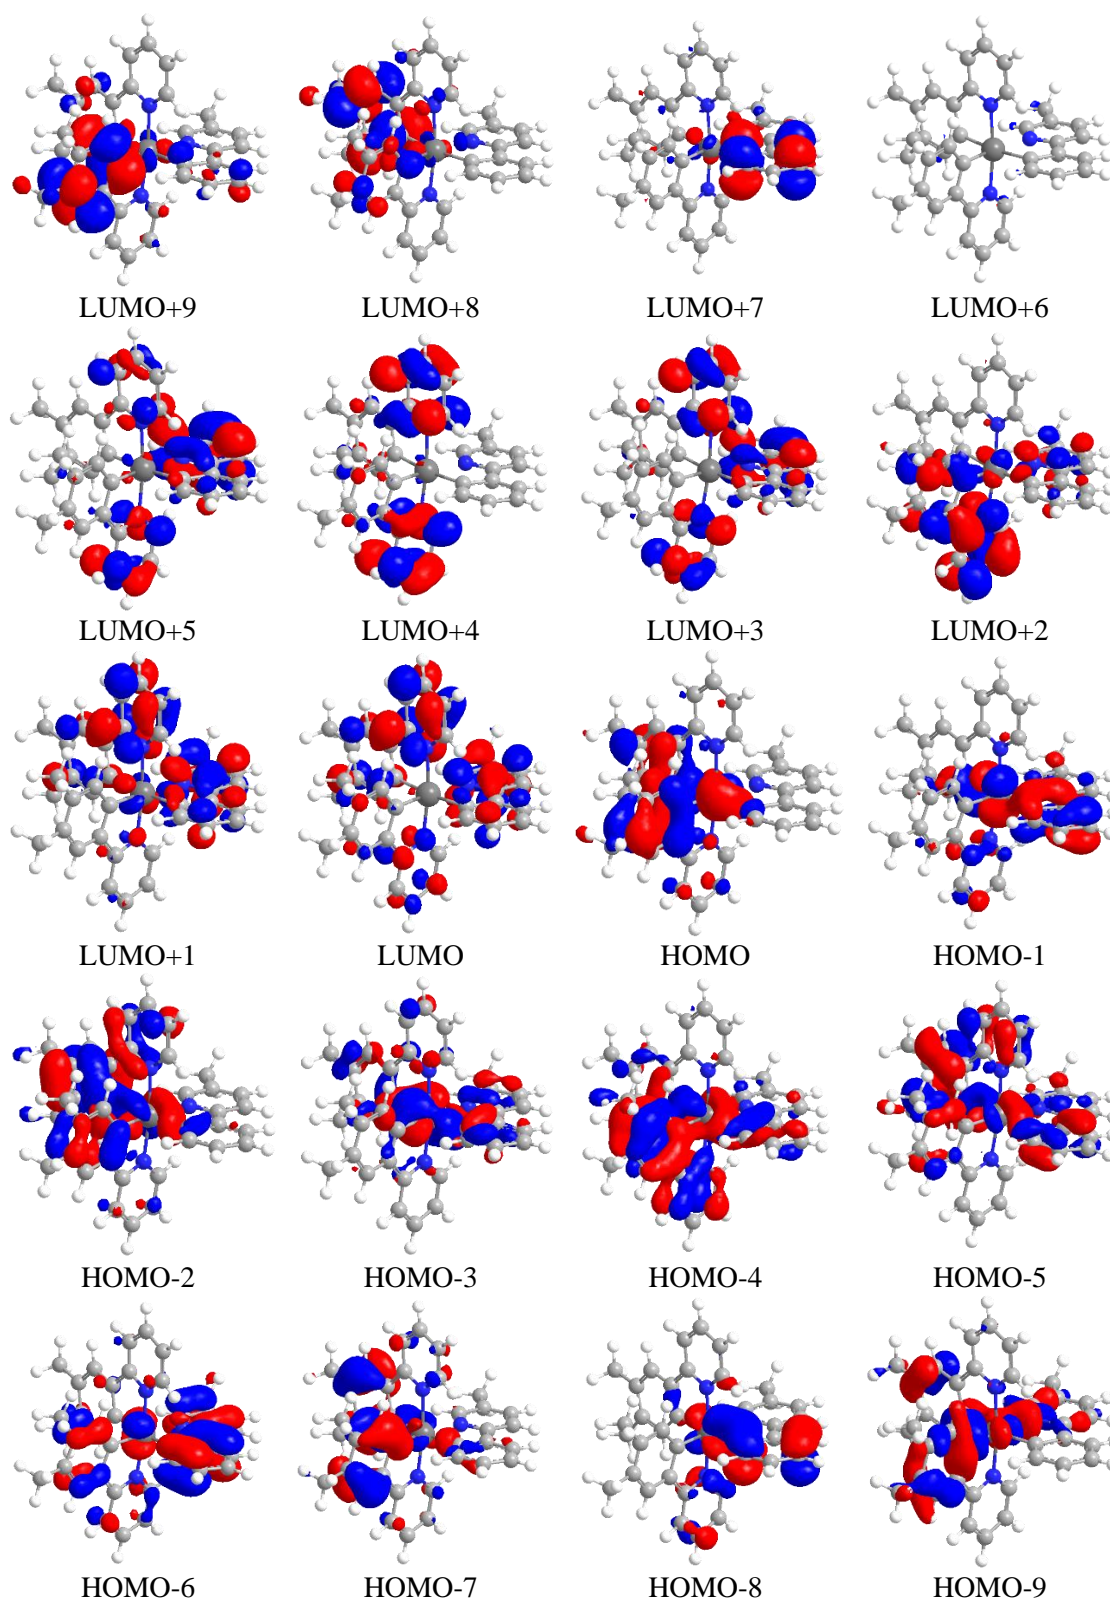 LUMO+9 LUMO+8 LUMO+7 LUMO+6
LUMO+5 LUMO+4 LUMO+3 LUMO+2
LUMO+1 LUMO HOMO HOMO-1
HOMO-2 HOMO-3 HOMO-4 HOMO-5
HOMO-6 HOMO-7 HOMO-8 HOMO-9